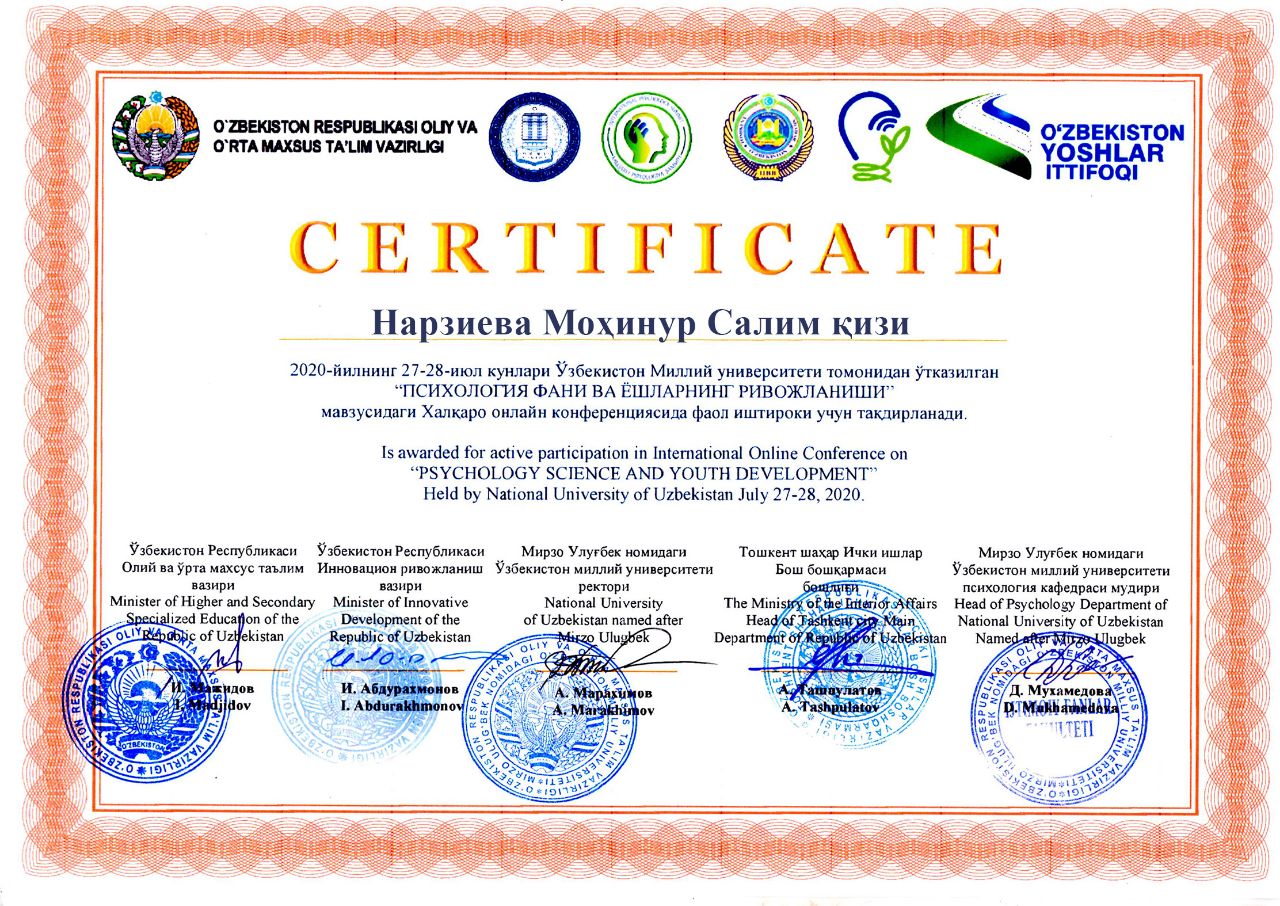 O`ZBEKISTON RESPUBLIKASI OLIY VA
O`RTA MAXSUS TA'LIM VAZIRLIGI
O‘ZBEKISTON
YOSHLAR
ITTIFOQI
CERTIFICATE
Нарзиева Моҳинур Салим қизи
2020-йилнинг 27-28-июл кунлари Ўзбекистон Миллий университети томонидан ўтказилган
“ПСИХОЛОГИЯ ФАНИ ВА ЁШЛАРНИНГ РИВОЖЛАНИШИ”
мавзусидаги Халқаро онлайн конференциясида фаол иштироки учун тақдирланади.
Is awarded for active participation in International Online Conference on
“PSYCHOLOGY SCIENCE AND YOUTH DEVELOPMENT”
Held by National University of Uzbekistan July 27-28, 2020.
Ўзбекистон Республикаси
Олий ва ўрта махсус таълим
вазири
Minister of Higher and Secondary
Specialized Education of the
Republic of Uzbekistan
И. Мажидов
I. Madjidov
Ўзбекистон Республикаси
Инновацион ривожланиш
вазири
Minister of Innovative
Development of the
Republic of Uzbekistan
И. Абдурахмонов
I. Abdurakhmonov
Мирзо Улуғбек номидаги
Ўзбекистон миллий университети
ректори
National University
of Uzbekistan named after
Mirzo Ulugbek
А. Марахимов
A. Marakhimov
Тошкент шаҳар Ички ишлар
Бош бошқармаси
бошлиғи
The Ministry of the Interior Affairs
Head of Tashkent city Main
Department of Republic of Uzbekistan
А. Ташпулатов
A. Tashpulatov
Мирзо Улуғбек номидаги
Ўзбекистон миллий университети
психология кафедраси мудири
Head of Psychology Department of
National University of Uzbekistan
Named after Mirzo Ulugbek
Д. Мухамедова
D. Mukhamedova